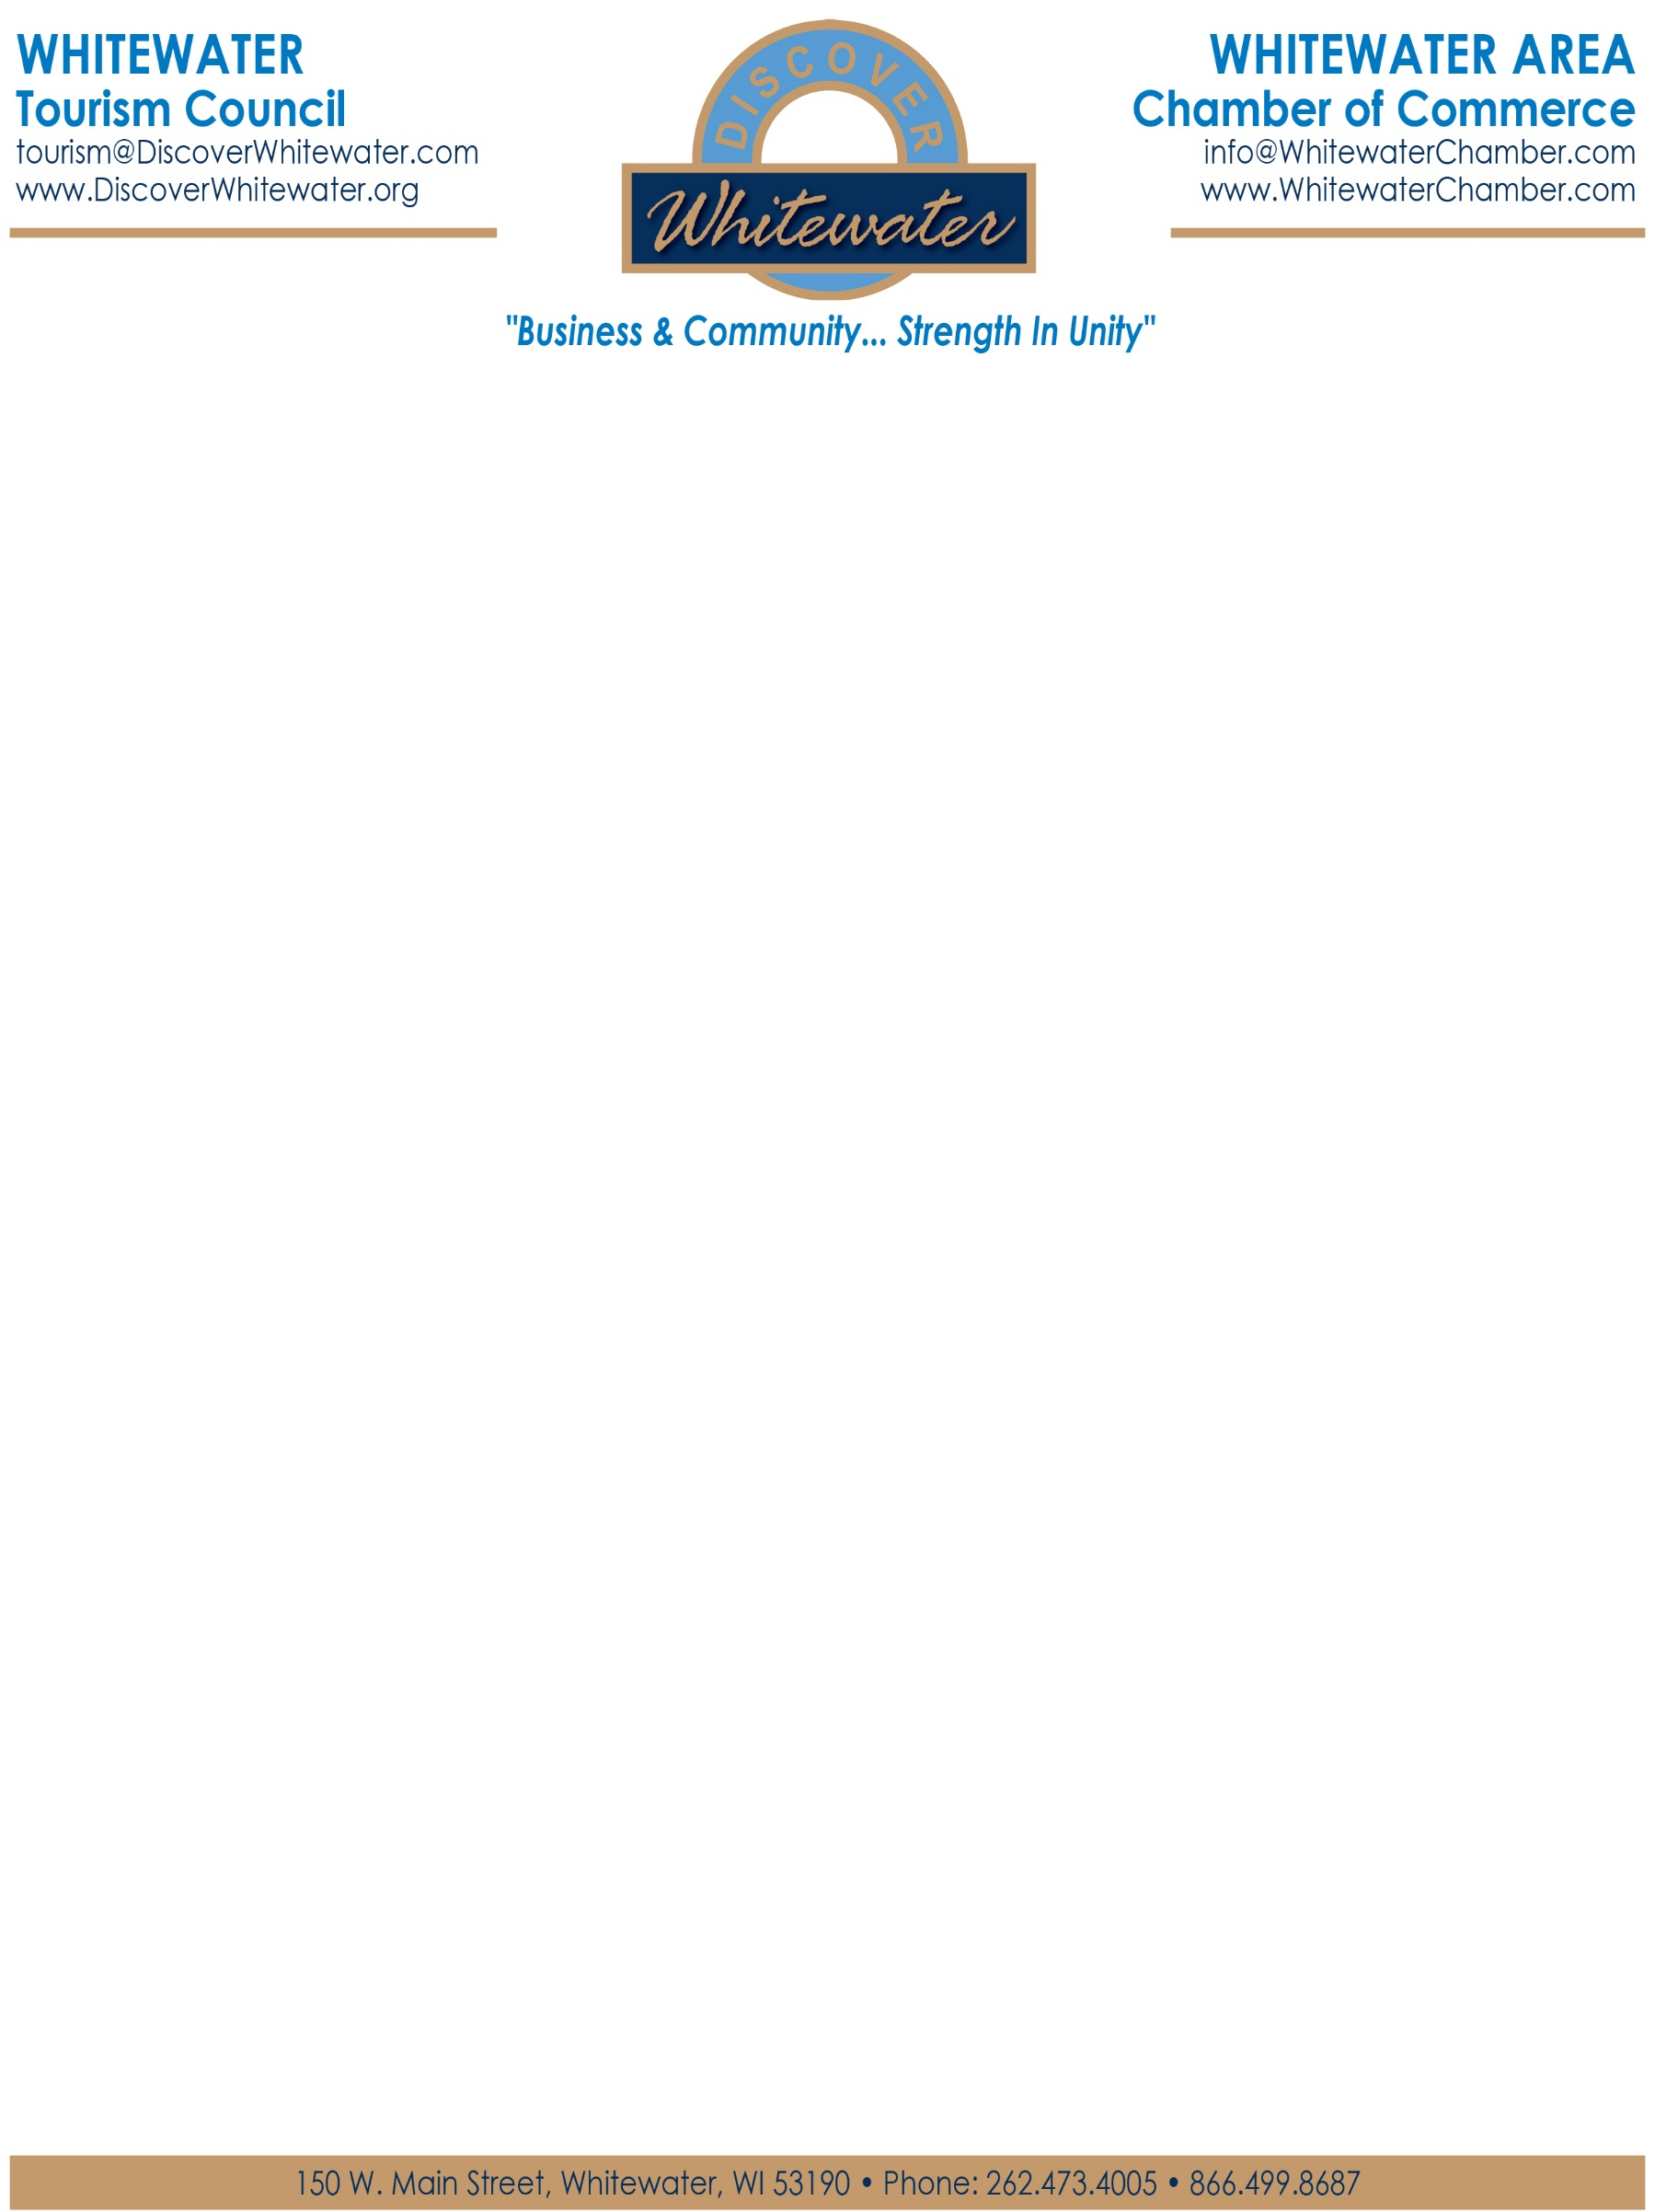 WHITEWATER
Tourism Council
tourism@DiscoverWhitewater.com
www.DiscoverWhitewater.org
DISCOVER
Whitewater
"Business & Community... Strength In Unity"
WHITEWATER AREA
Chamber of Commerce
info@WhitewaterChamber.com
www.WhitewaterChamber.com
150 W. Main Street, Whitewater, WI 53190 • Phone: 262.473.4005 • 866.499.8687